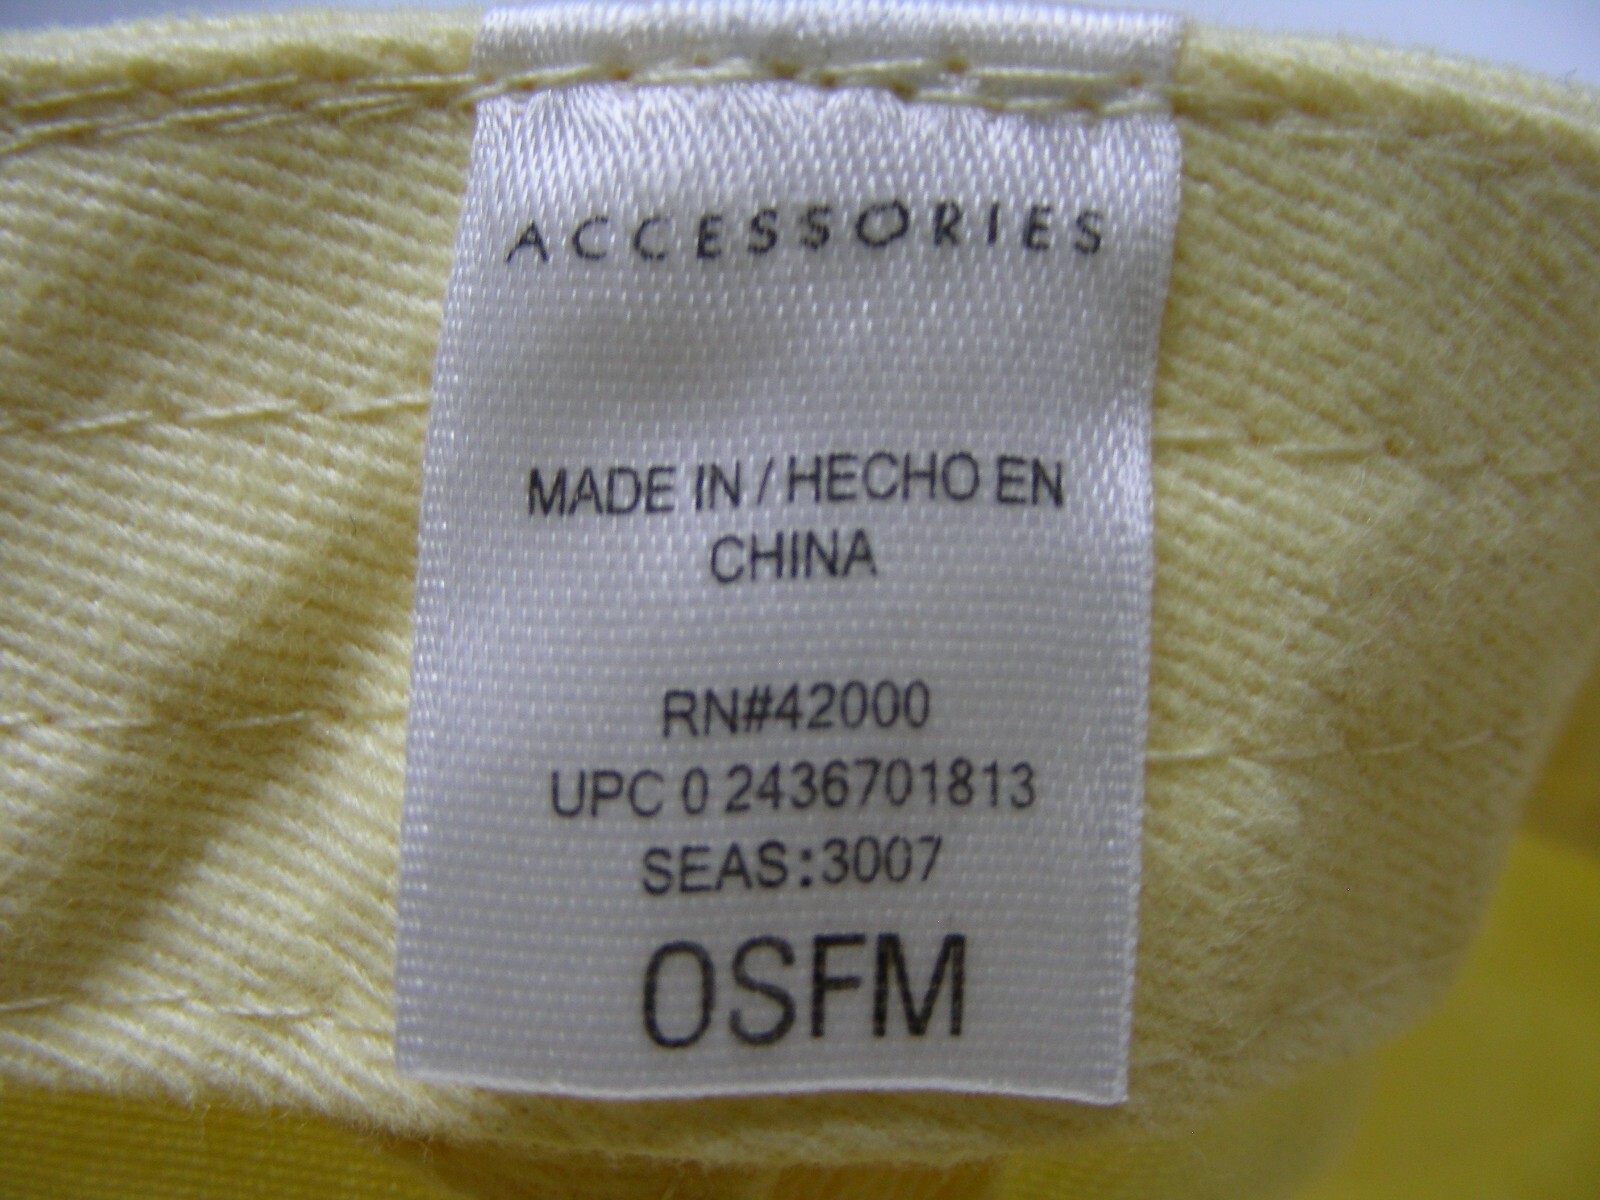 ACCESSORIES
MADE IN / HECHO EN
CHINA
RN#42000
UPC 0 2436701813
SEAS:3007
OSFM